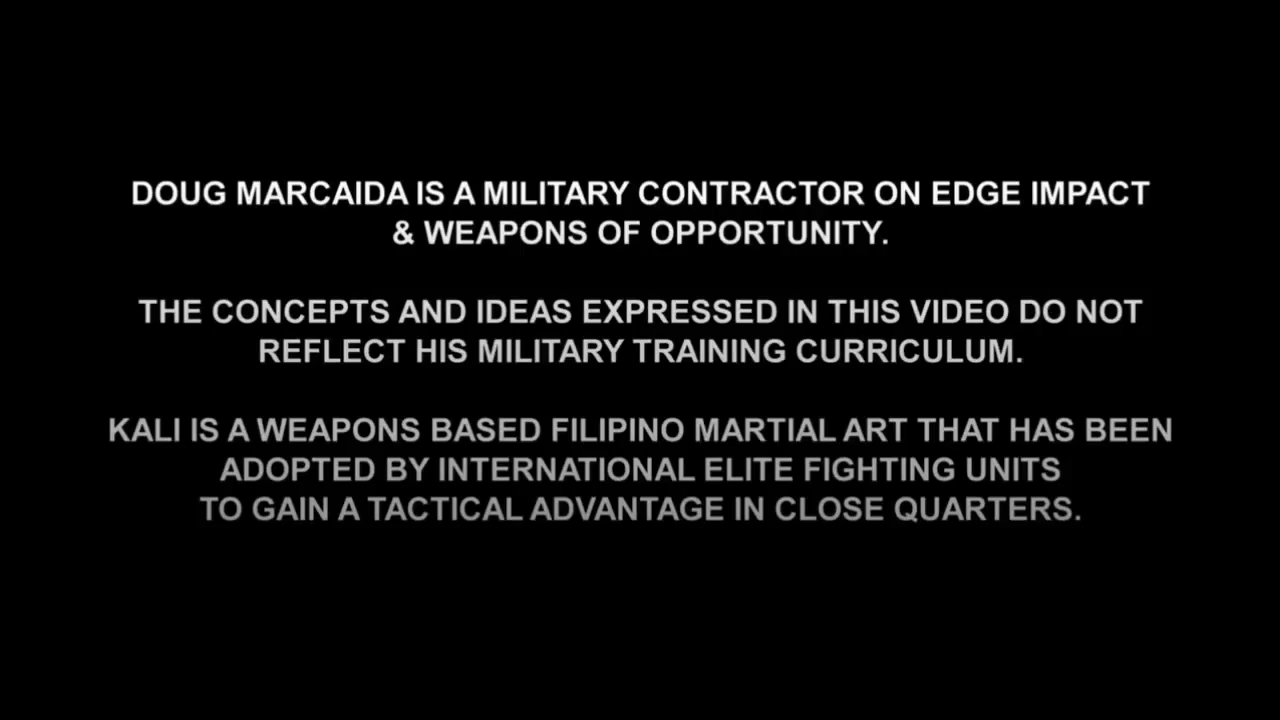 DOUG MARCAIDA IS A MILITARY CONTRACTOR ON EDGE IMPACT
& WEAPONS OF OPPORTUNITY.
THE CONCEPTS AND IDEAS EXPRESSED IN THIS VIDEO DO NOT
REFLECT HIS MILITARY TRAINING CURRICULUM.
KALI IS A WEAPONS BASED FILIPINO MARTIAL ART THAT HAS BEEN
ADOPTED BY INTERNATIONAL ELITE FIGHTING UNITS
TO GAIN A TACTICAL ADVANTAGE IN CLOSE QUARTERS.